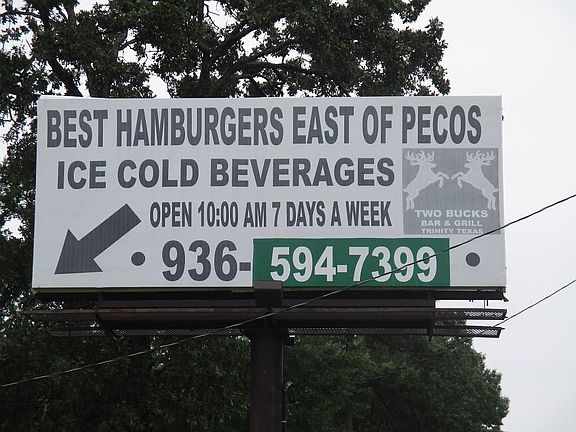 BEST HAMBURGERS EAST OF PECOS
ICE COLD BEVERAGES
OPEN 10:00 AM 7 DAYS A WEEK
• 936-594-7399 •
TWO BUCKS
BAR & GRILL
TRINITY TEXAS